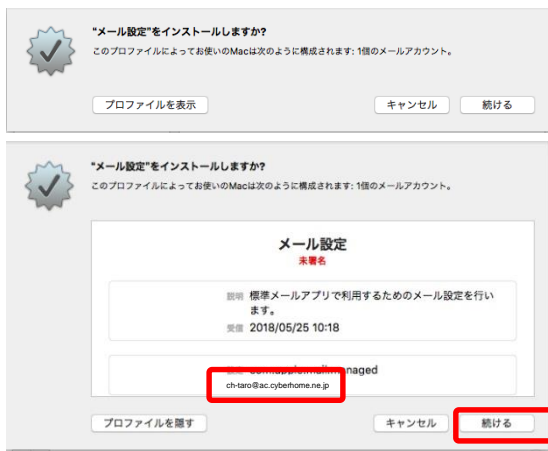 "メール設定"をインストールしますか?
このプロファイルによってお使いのMacは次のように構成されます: 1個のメールアカウント。
プロファイルを表示 キャンセル 続ける
"メール設定"をインストールしますか?
このプロファイルによってお使いのMacは次のように構成されます: 1個のメールアカウント。
メール設定
未署名
説明 標準メールアプリで利用するためのメール設定を行い
ます。
受信 2018/05/25 10:18
ch-taro@ac.cyberhome.ne.jp
プロファイルを隠す キャンセル 続ける